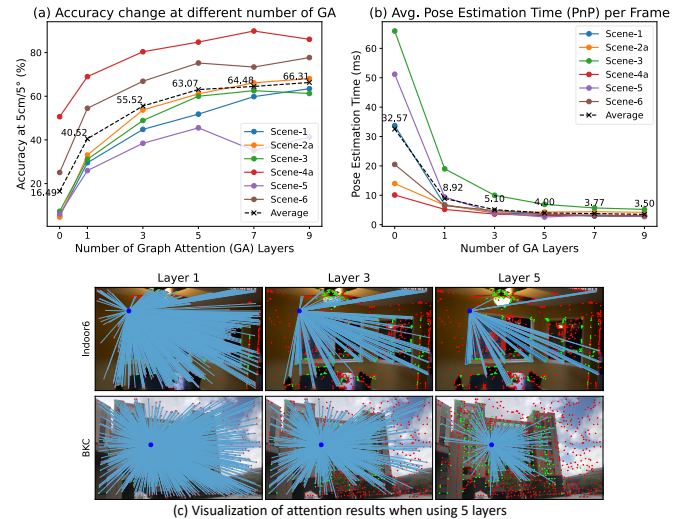 (a) Accuracy change at different number of GA
Accuracy at 5cm/5° (%)
80
60
40
20
16.49
40.52
55.52
63.07
64.48
66.31
Scene-1
Scene-2a
Scene-3
Scene-4a
Scene-5
Scene-6
Average
0 1 3 5 7 9
Number of Graph Attention (GA) Layers
(b) Avg. Pose Estimation Time (PnP) per Frame
Pose Estimation Time (ms)
60
50
40
30
20
10
0
32.57
8.92
5.10
4.00
3.77
3.50
Scene-1
Scene-2a
Scene-3
Scene-4a
Scene-5
Scene-6
Average
0 1 3 5 7 9
Number of GA Layers
Layer 1 Layer 3 Layer 5
Indoor6
BKC
(c) Visualization of attention results when using 5 layers